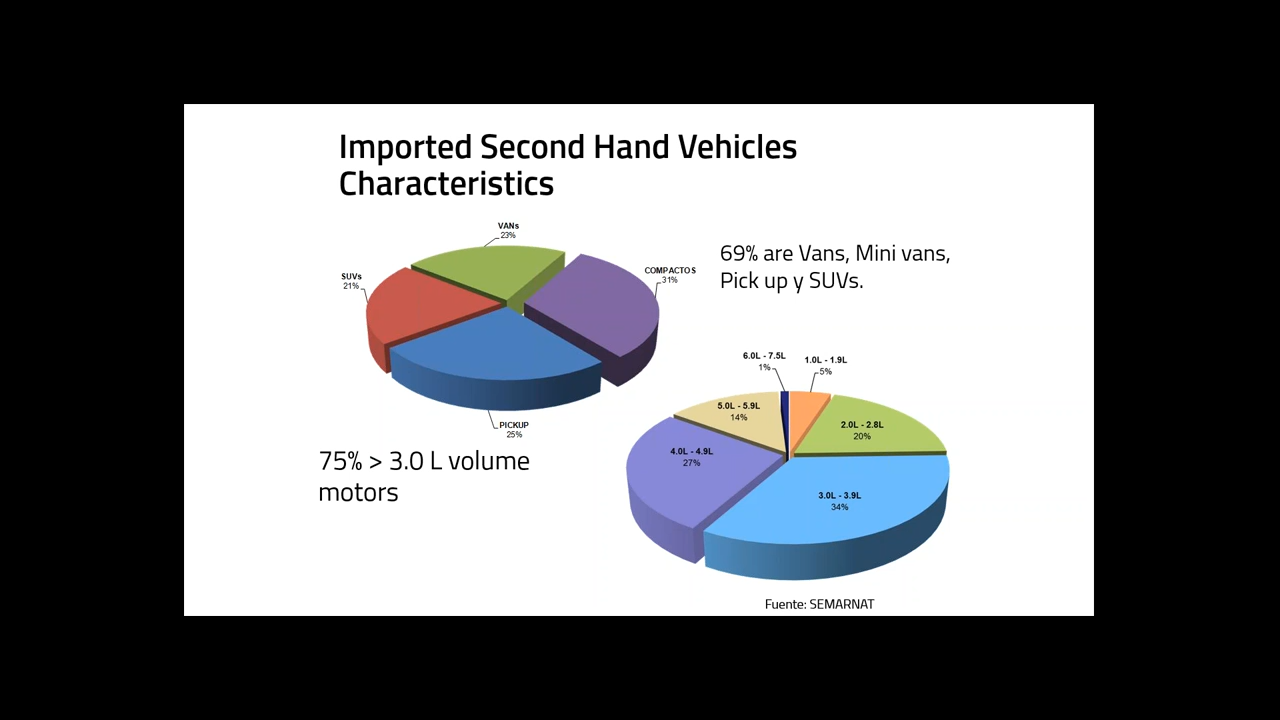 Imported Second Hand Vehicles
Characteristics
VANs
23%
SUVs
21%
COMPACTOS
31%
69% are Vans, Mini vans,
Pick up y SUVs.
PICKUP
25%
75% > 3.0 L volume
motors
6.0L - 7.5L
1%
1.0L - 1.9L
5%
5.0L - 5.9L
14%
2.0L - 2.8L
20%
4.0L - 4.9L
27%
3.0L - 3.9L
34%
Fuente: SEMARNAT